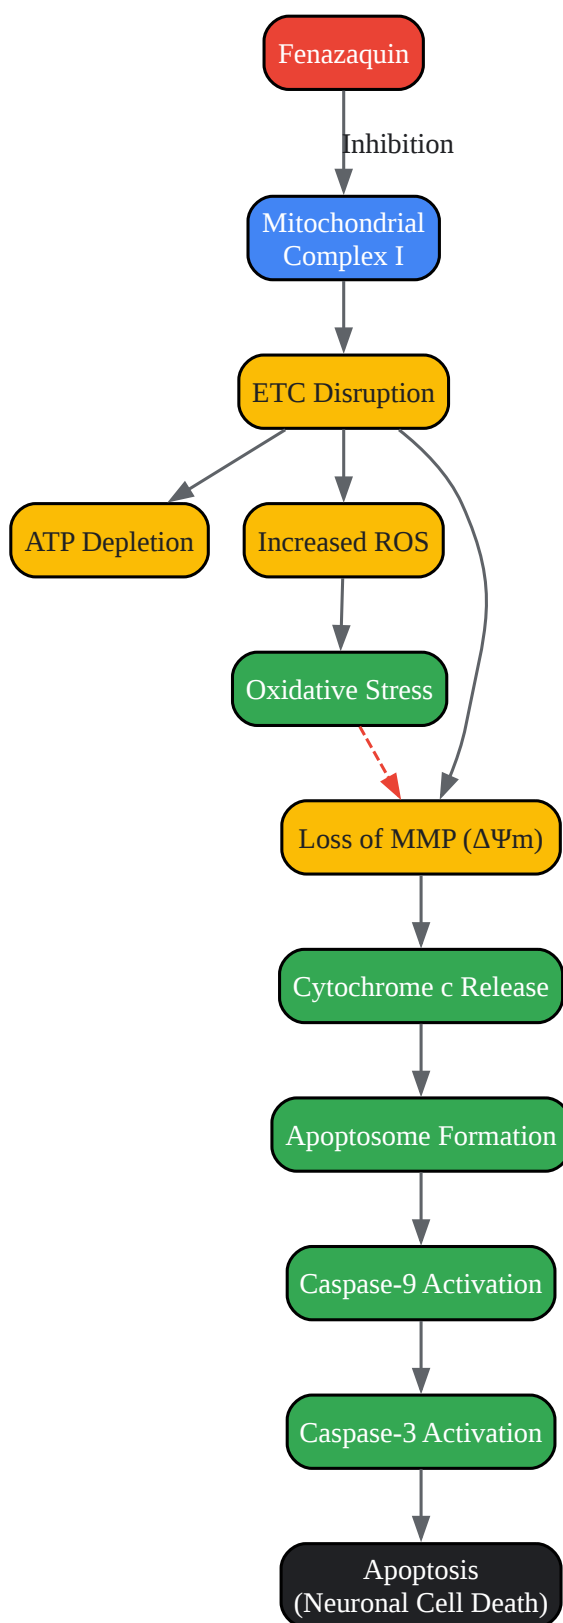 Fenazaquin
Inhibition
Mitochondrial
Complex I
ETC Disruption
ATP Depletion
Increased ROS
Oxidative Stress
Loss of MMP (ΔΨm)
Cytochrome c Release
Apoptosome Formation
Caspase-9 Activation
Caspase-3 Activation
Apoptosis
(Neuronal Cell Death)